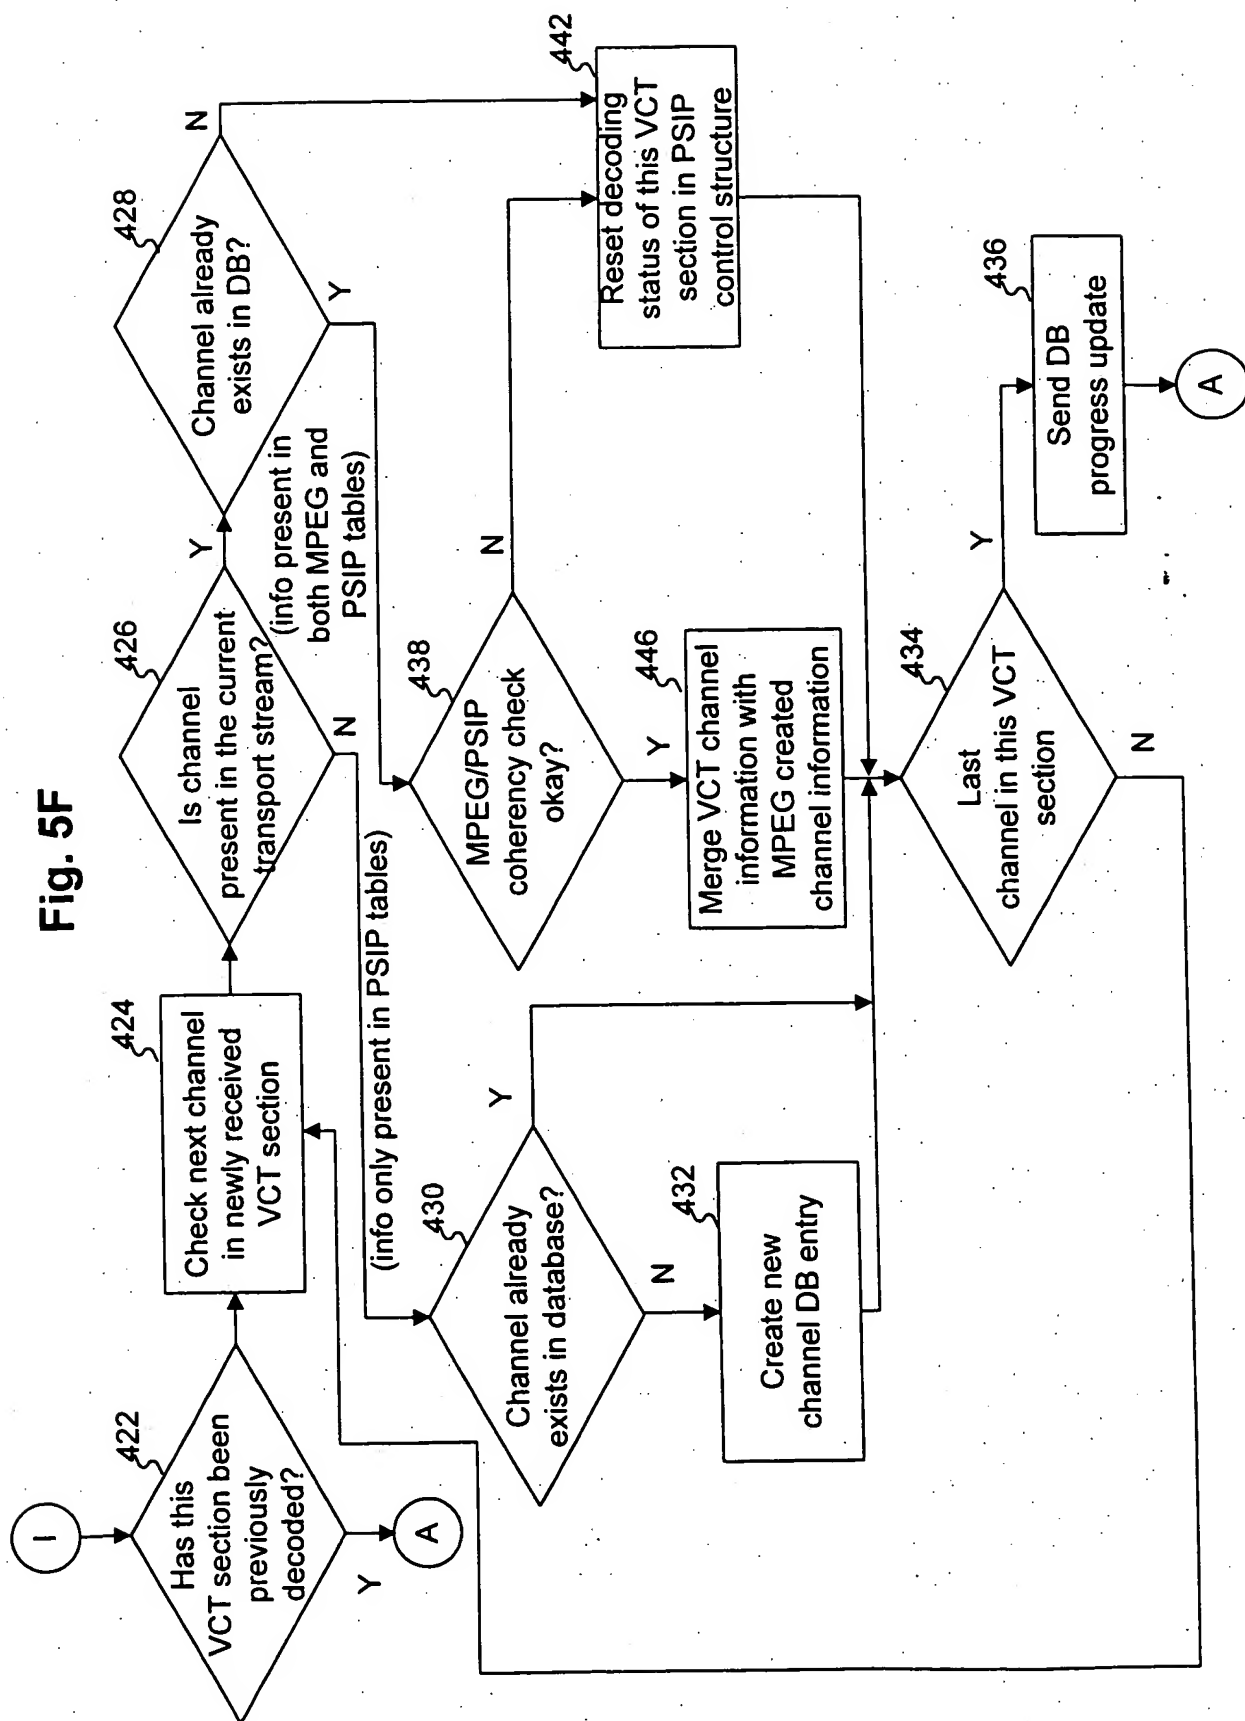 Fig. 5F
I
422
Has this
VCT section been
previously
decoded?
Y
A
424
Check next channel
in newly received
VCT section
426
Is channel
present in the current
transport stream?
Y
N
428
Channel already
exists in DB?
N
Y
(info present in
both MPEG and
PSIP tables)
(info only present in PSIP tables)
430
Channel already
exists in database?
Y
N
432
Create new
channel DB entry
438
MPEG/PSIP
coherency check
okay?
N
Y
442
Reset decoding
status of this VCT
section in PSIP
control structure
446
Merge VCT channel
information with
MPEG created
channel information
434
Last
channel in this VCT
section
Y
N
436
Send DB
progress update
A